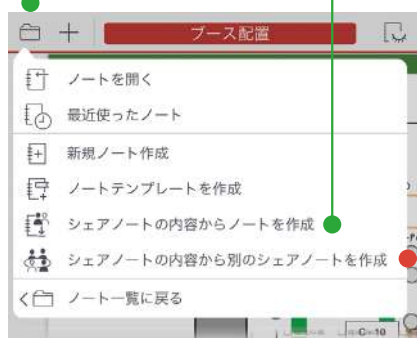 ブース配置
ノートを開く
最近使ったノート
新規ノート作成
ノートテンプレートを作成
シェアノートの内容からノートを作成
シェアノートの内容から別のシェアノートを作成
ノート一覧に戻る
C-10